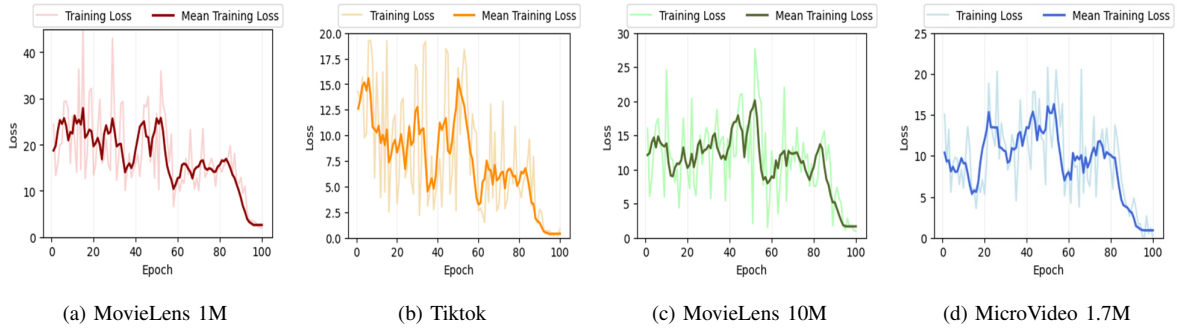 Training Loss Mean Training Loss
Loss
40
30
20
10
0
0 20 40 60 80 100
Epoch
(a) MovieLens 1M
Training Loss Mean Training Loss
Loss
20.0
17.5
15.0
12.5
10.0
7.5
5.0
2.5
0.0
0 20 40 60 80 100
Epoch
(b) Tiktok
Training Loss Mean Training Loss
Loss
30
25
20
15
10
5
0
0 20 40 60 80 100
Epoch
(c) MovieLens 10M
Training Loss Mean Training Loss
Loss
25
20
15
10
5
0
0 20 40 60 80 100
Epoch
(d) MicroVideo 1.7M